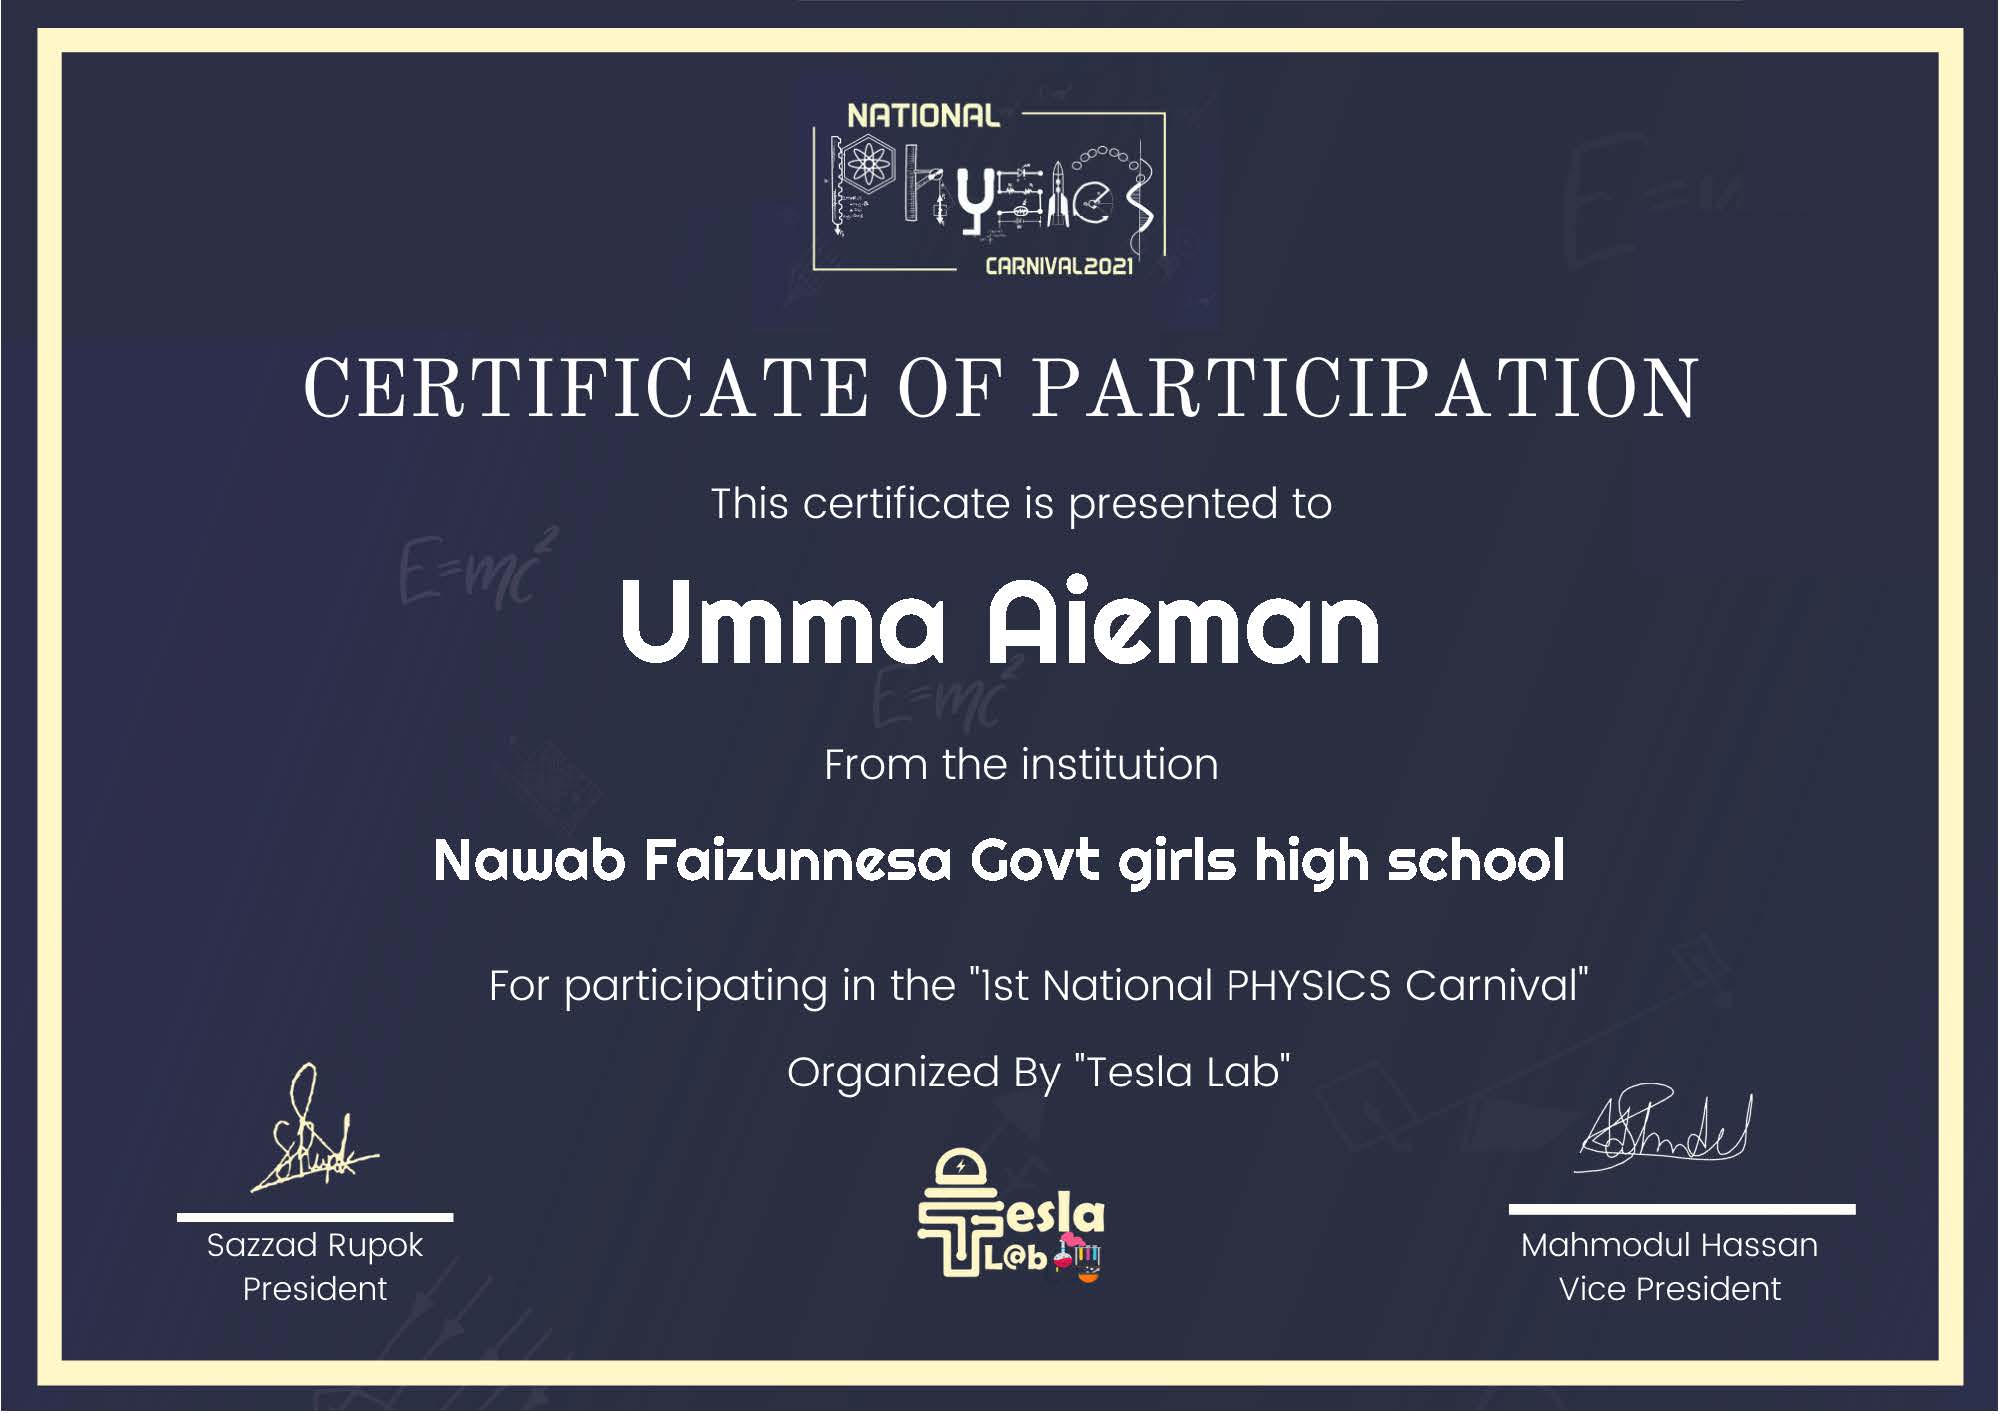 NATIONAL
PhysicS
CARNIVAL2021
CERTIFICATE OF PARTICIPATION
This certificate is presented to
Umma Aieman
E=mc²
E=mc²
From the institution
Nawab Faizunnesa Govt girls high school
For participating in the "1st National PHYSICS Carnival"
Organized By "Tesla Lab"
Tesla
L@b
Sazzad Rupok
President
Mahmodul Hassan
Vice President